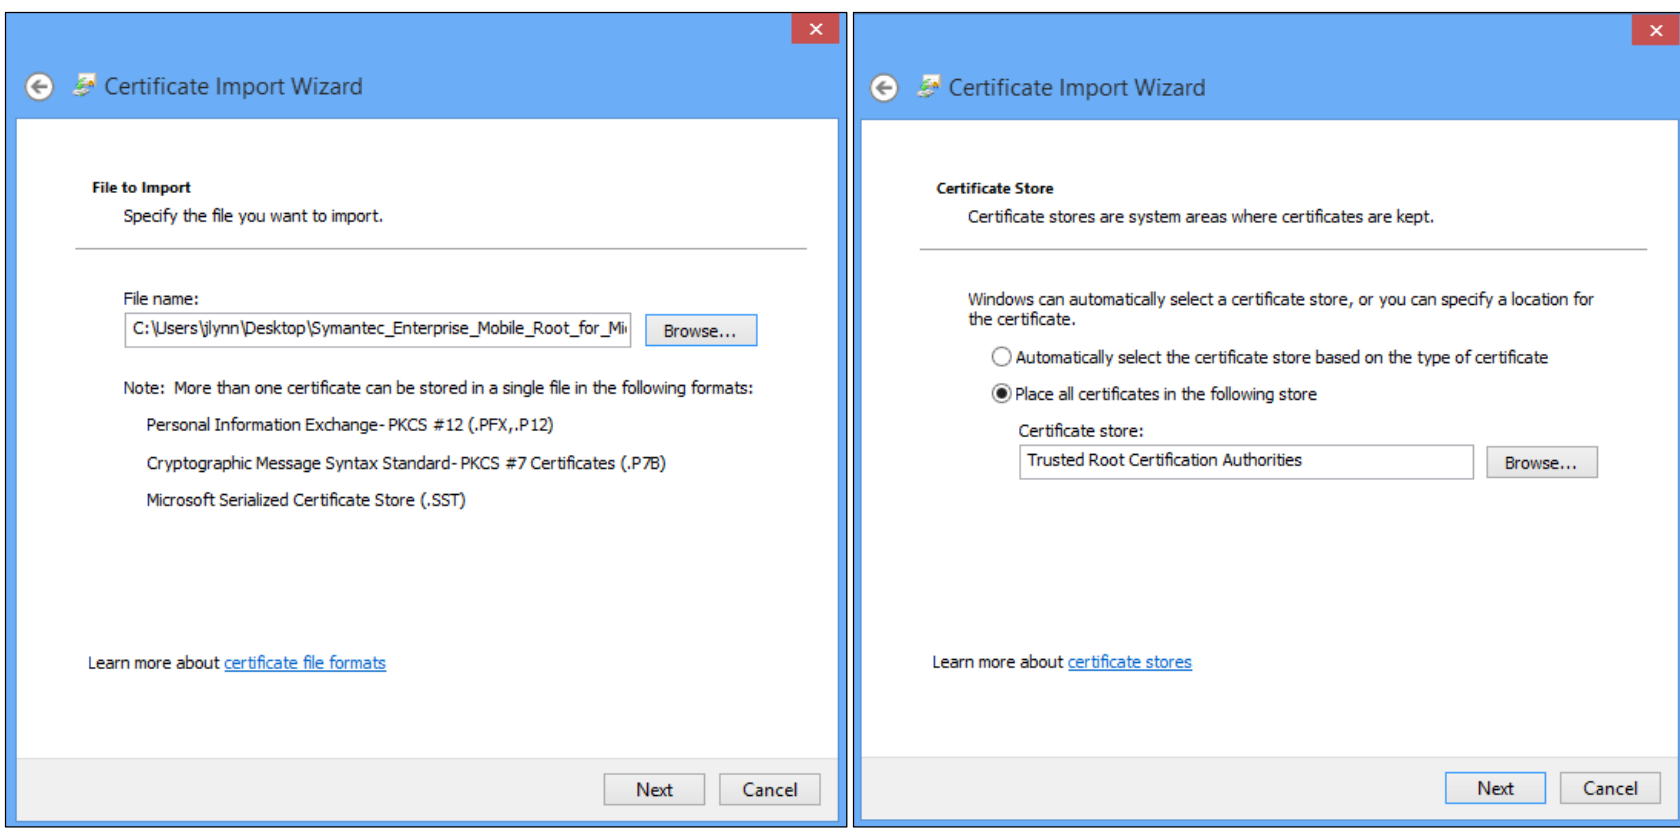 Certificate Import Wizard
File to Import
Specify the file you want to import.
File name:
C:\Users\jlynn\Desktop\Symantec_Enterprise_Mobile_Root_for_Mi
Browse...
Note: More than one certificate can be stored in a single file in the following formats:
Personal Information Exchange- PKCS #12 (.PFX,.P12)
Cryptographic Message Syntax Standard- PKCS #7 Certificates (.P7B)
Microsoft Serialized Certificate Store (.SST)
Learn more about certificate file formats
Next
Cancel
Certificate Import Wizard
Certificate Store
Certificate stores are system areas where certificates are kept.
Windows can automatically select a certificate store, or you can specify a location for
the certificate.
Automatically select the certificate store based on the type of certificate
Place all certificates in the following store
Certificate store:
Trusted Root Certification Authorities
Browse...
Learn more about certificate stores
Next
Cancel